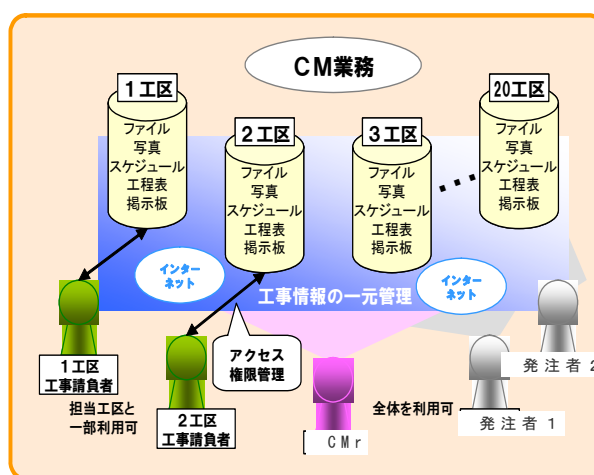 CM業務
1工区
ファイル
写真
スケジュール
工程表
掲示板
2工区
ファイル
写真
スケジュール
工程表
掲示板
3工区
ファイル
写真
スケジュール
工程表
掲示板
20工区
ファイル
写真
スケジュール
工程表
掲示板
インター
ネット
工事情報の一元管理
インター
ネット
アクセス
権限管理
1工区
工事請負者
担当工区と
一部利用可
2工区
工事請負者
CMr
全体を利用可
発注者1
発注者2